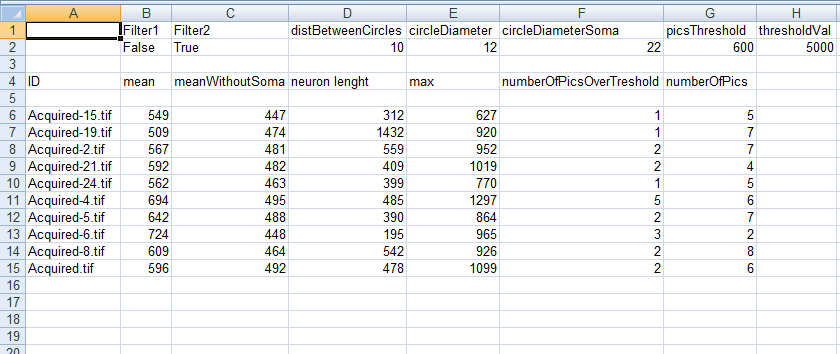 A B C D E F G H
1 Filter1 Filter2 distBetweenCircles circleDiameter circleDiameterSoma picsThreshold thresholdVal
2 False True 10 12 22 600 5000
3
4 ID mean meanWithoutSoma neuron lenght max numberOfPicsOverTreshold numberOfPics
5
6 Acquired-15.tif 549 447 312 627 1 5
7 Acquired-19.tif 509 474 1432 920 1 7
8 Acquired-2.tif 567 481 559 952 2 7
9 Acquired-21.tif 592 482 409 1019 2 4
10 Acquired-24.tif 562 463 399 770 1 5
11 Acquired-4.tif 694 495 485 1297 5 6
12 Acquired-5.tif 642 488 390 864 2 7
13 Acquired-6.tif 724 448 195 965 3 2
14 Acquired-8.tif 609 464 542 926 2 8
15 Acquired.tif 596 492 478 1099 2 6
16
17
18
19
20